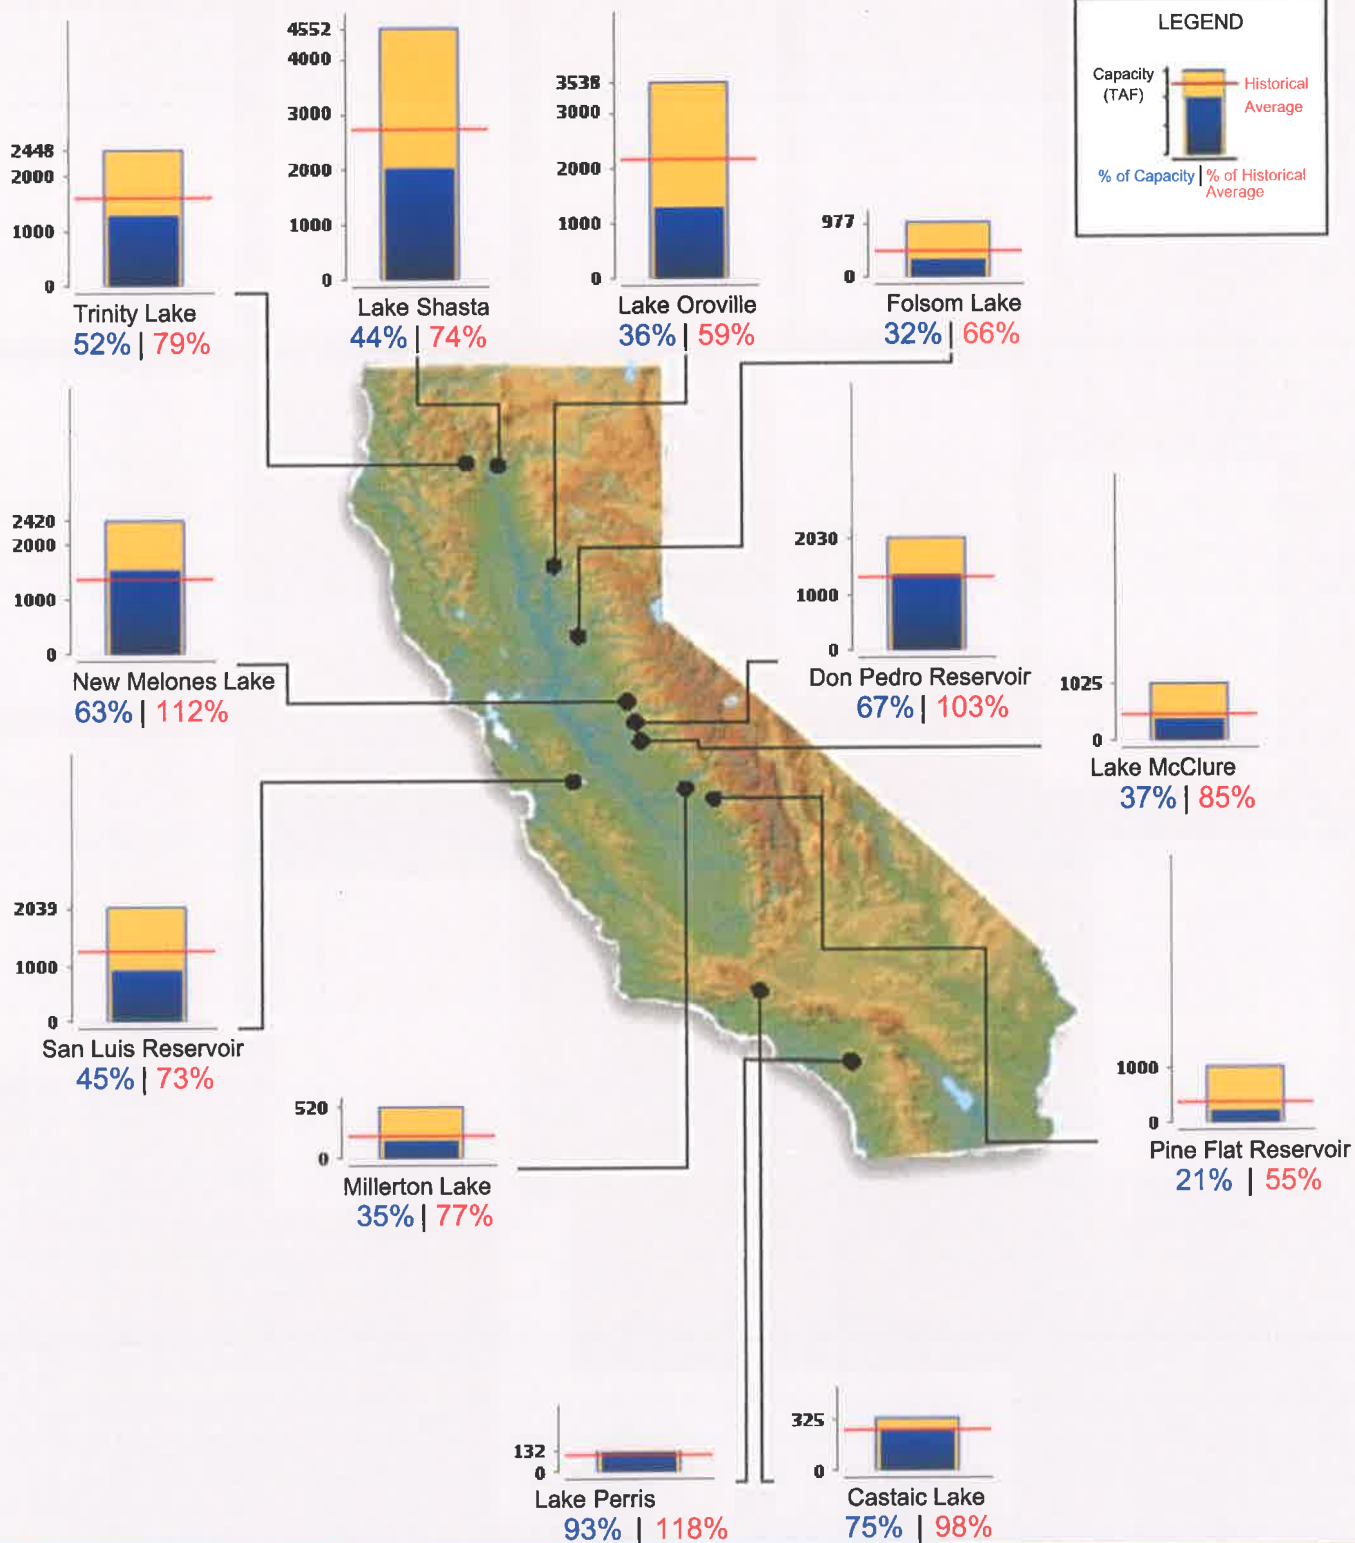 LEGEND
Capacity
(TAF)
Historical
Average
% of Capacity | % of Historical
Average
4552
4000
3000
2000
1000
0
Lake Shasta
44% | 74%
3538
3000
2000
1000
0
Lake Oroville
36% | 59%
2448
2000
1000
0
Trinity Lake
52% | 79%
977
0
Folsom Lake
32% | 66%
2420
2000
1000
0
New Melones Lake
63% | 112%
2030
1000
0
Don Pedro Reservoir
67% | 103%
1025
0
Lake McClure
37% | 85%
2039
1000
0
San Luis Reservoir
45% | 73%
520
0
Millerton Lake
35% | 77%
1000
0
Pine Flat Reservoir
21% | 55%
132
0
Lake Perris
93% | 118%
325
0
Castaic Lake
75% | 98%